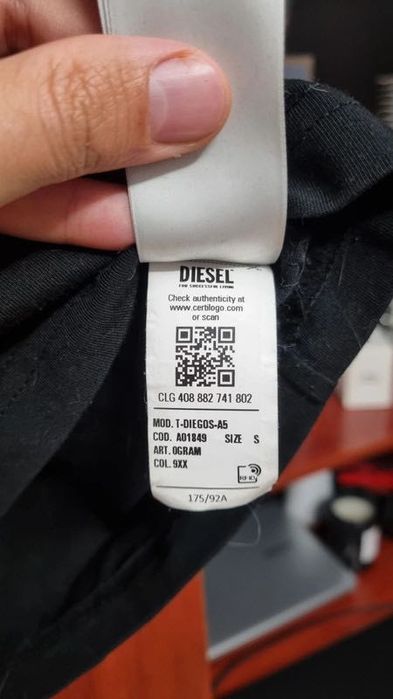 DIESEL
FOR SUCCESSFUL LIVING
Check authenticity at
www.certilogo.com
or scan
CLG 408 882 741 802
MOD. T-DIEGOS-A5
COD. A01849 SIZE S
ART. 0GRAM
COL. 9XX
RFID
175/92A